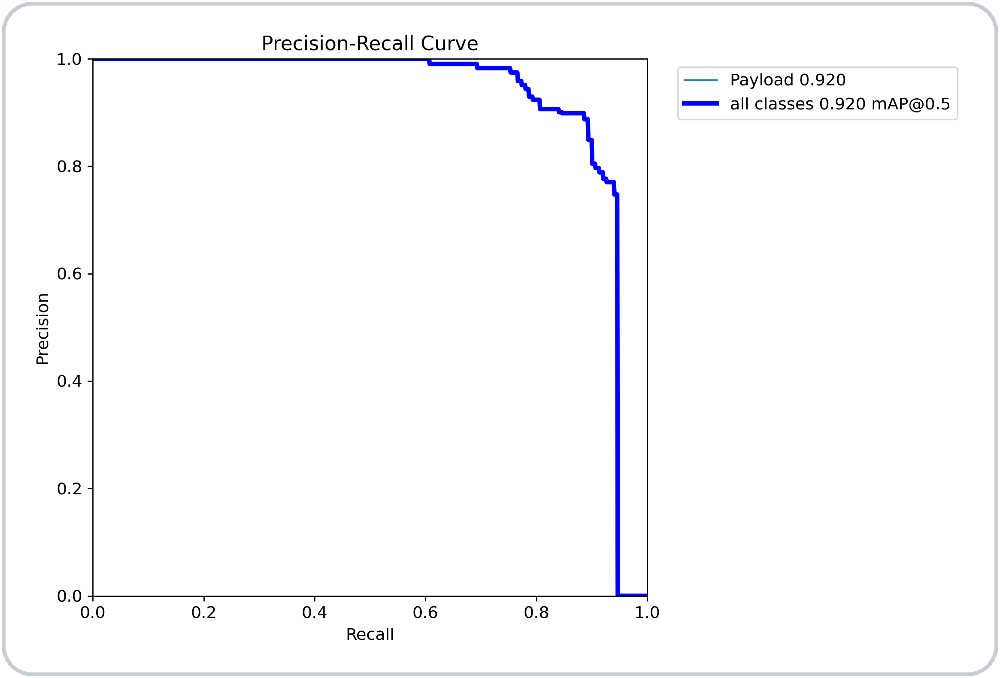 Precision-Recall Curve
1.0
0.8
0.6
0.4
0.2
0.0
Precision
0.0 0.2 0.4 0.6 0.8 1.0
Recall
Payload 0.920
all classes 0.920 mAP@0.5